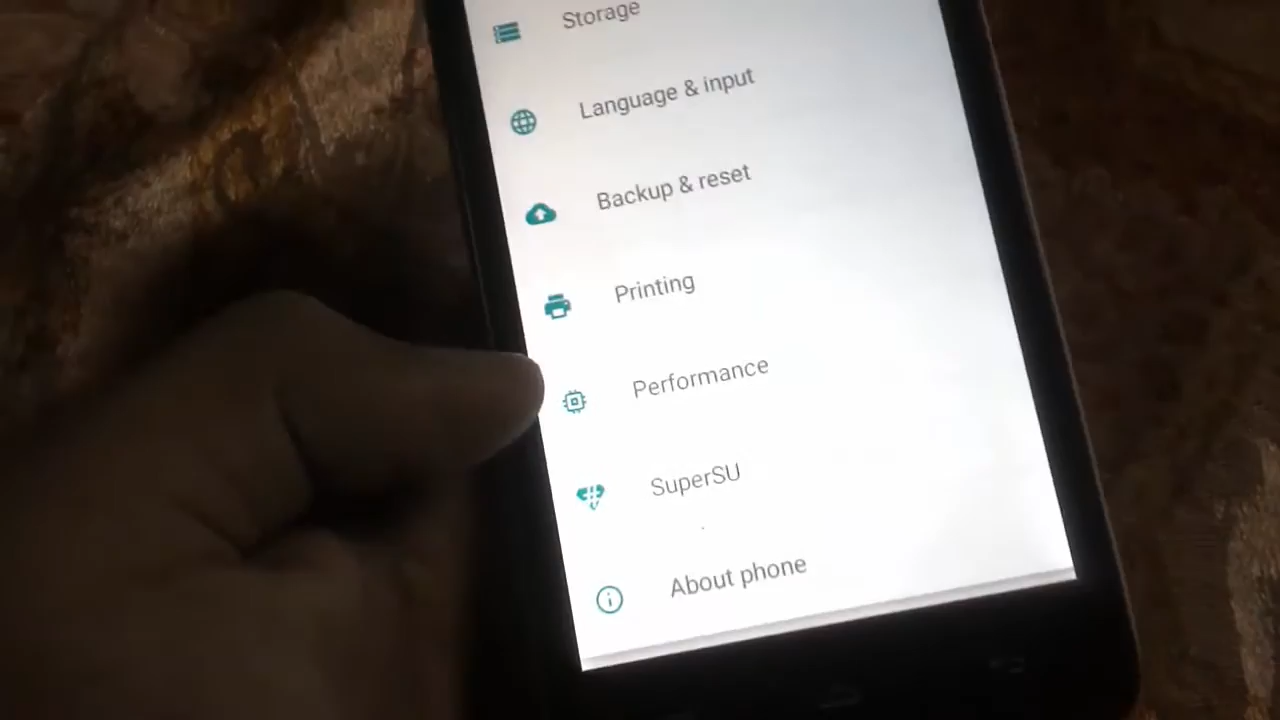 Storage
Language & input
Backup & reset
Printing
Performance
SuperSU
About phone